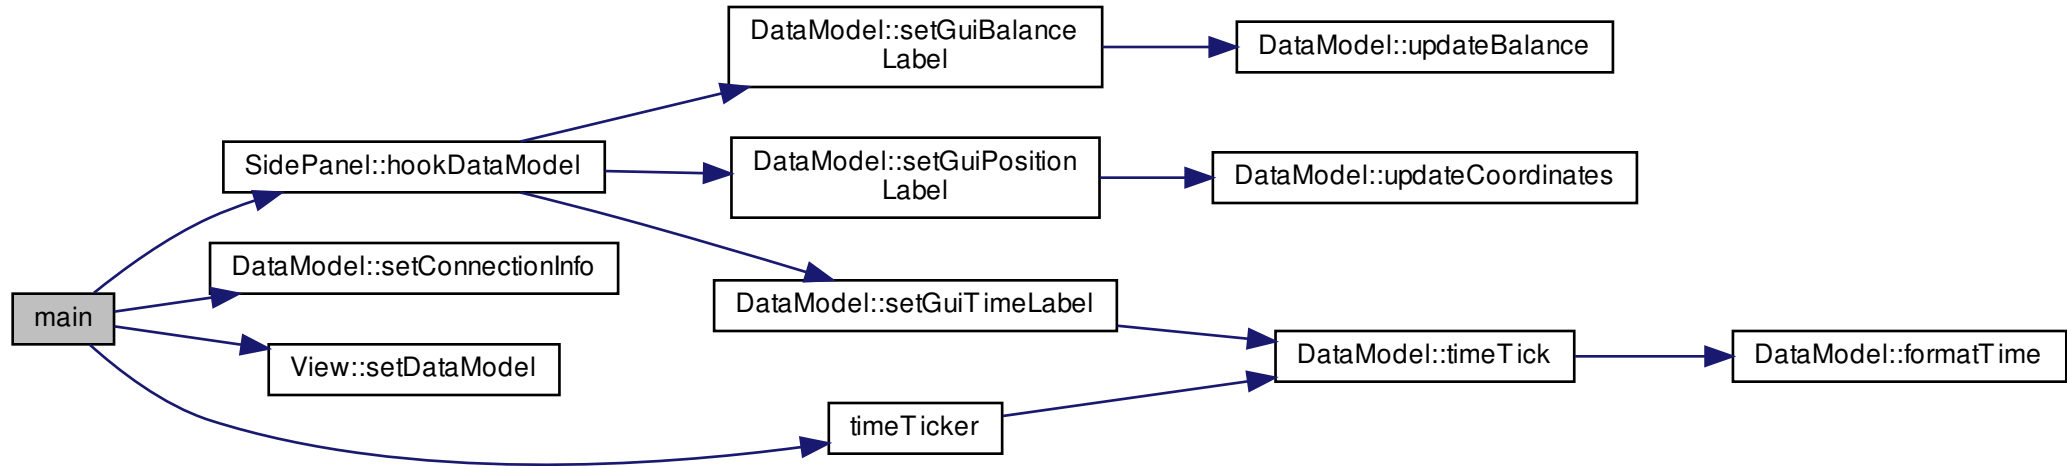 main
SidePanel::hookDataModel
DataModel::setConnectionInfo
View::setDataModel
DataModel::setGuiBalance
Label
DataModel::setGuiPosition
Label
DataModel::setGuiTimeLabel
timeTicker
DataModel::updateBalance
DataModel::updateCoordinates
DataModel::timeTick
DataModel::formatTime